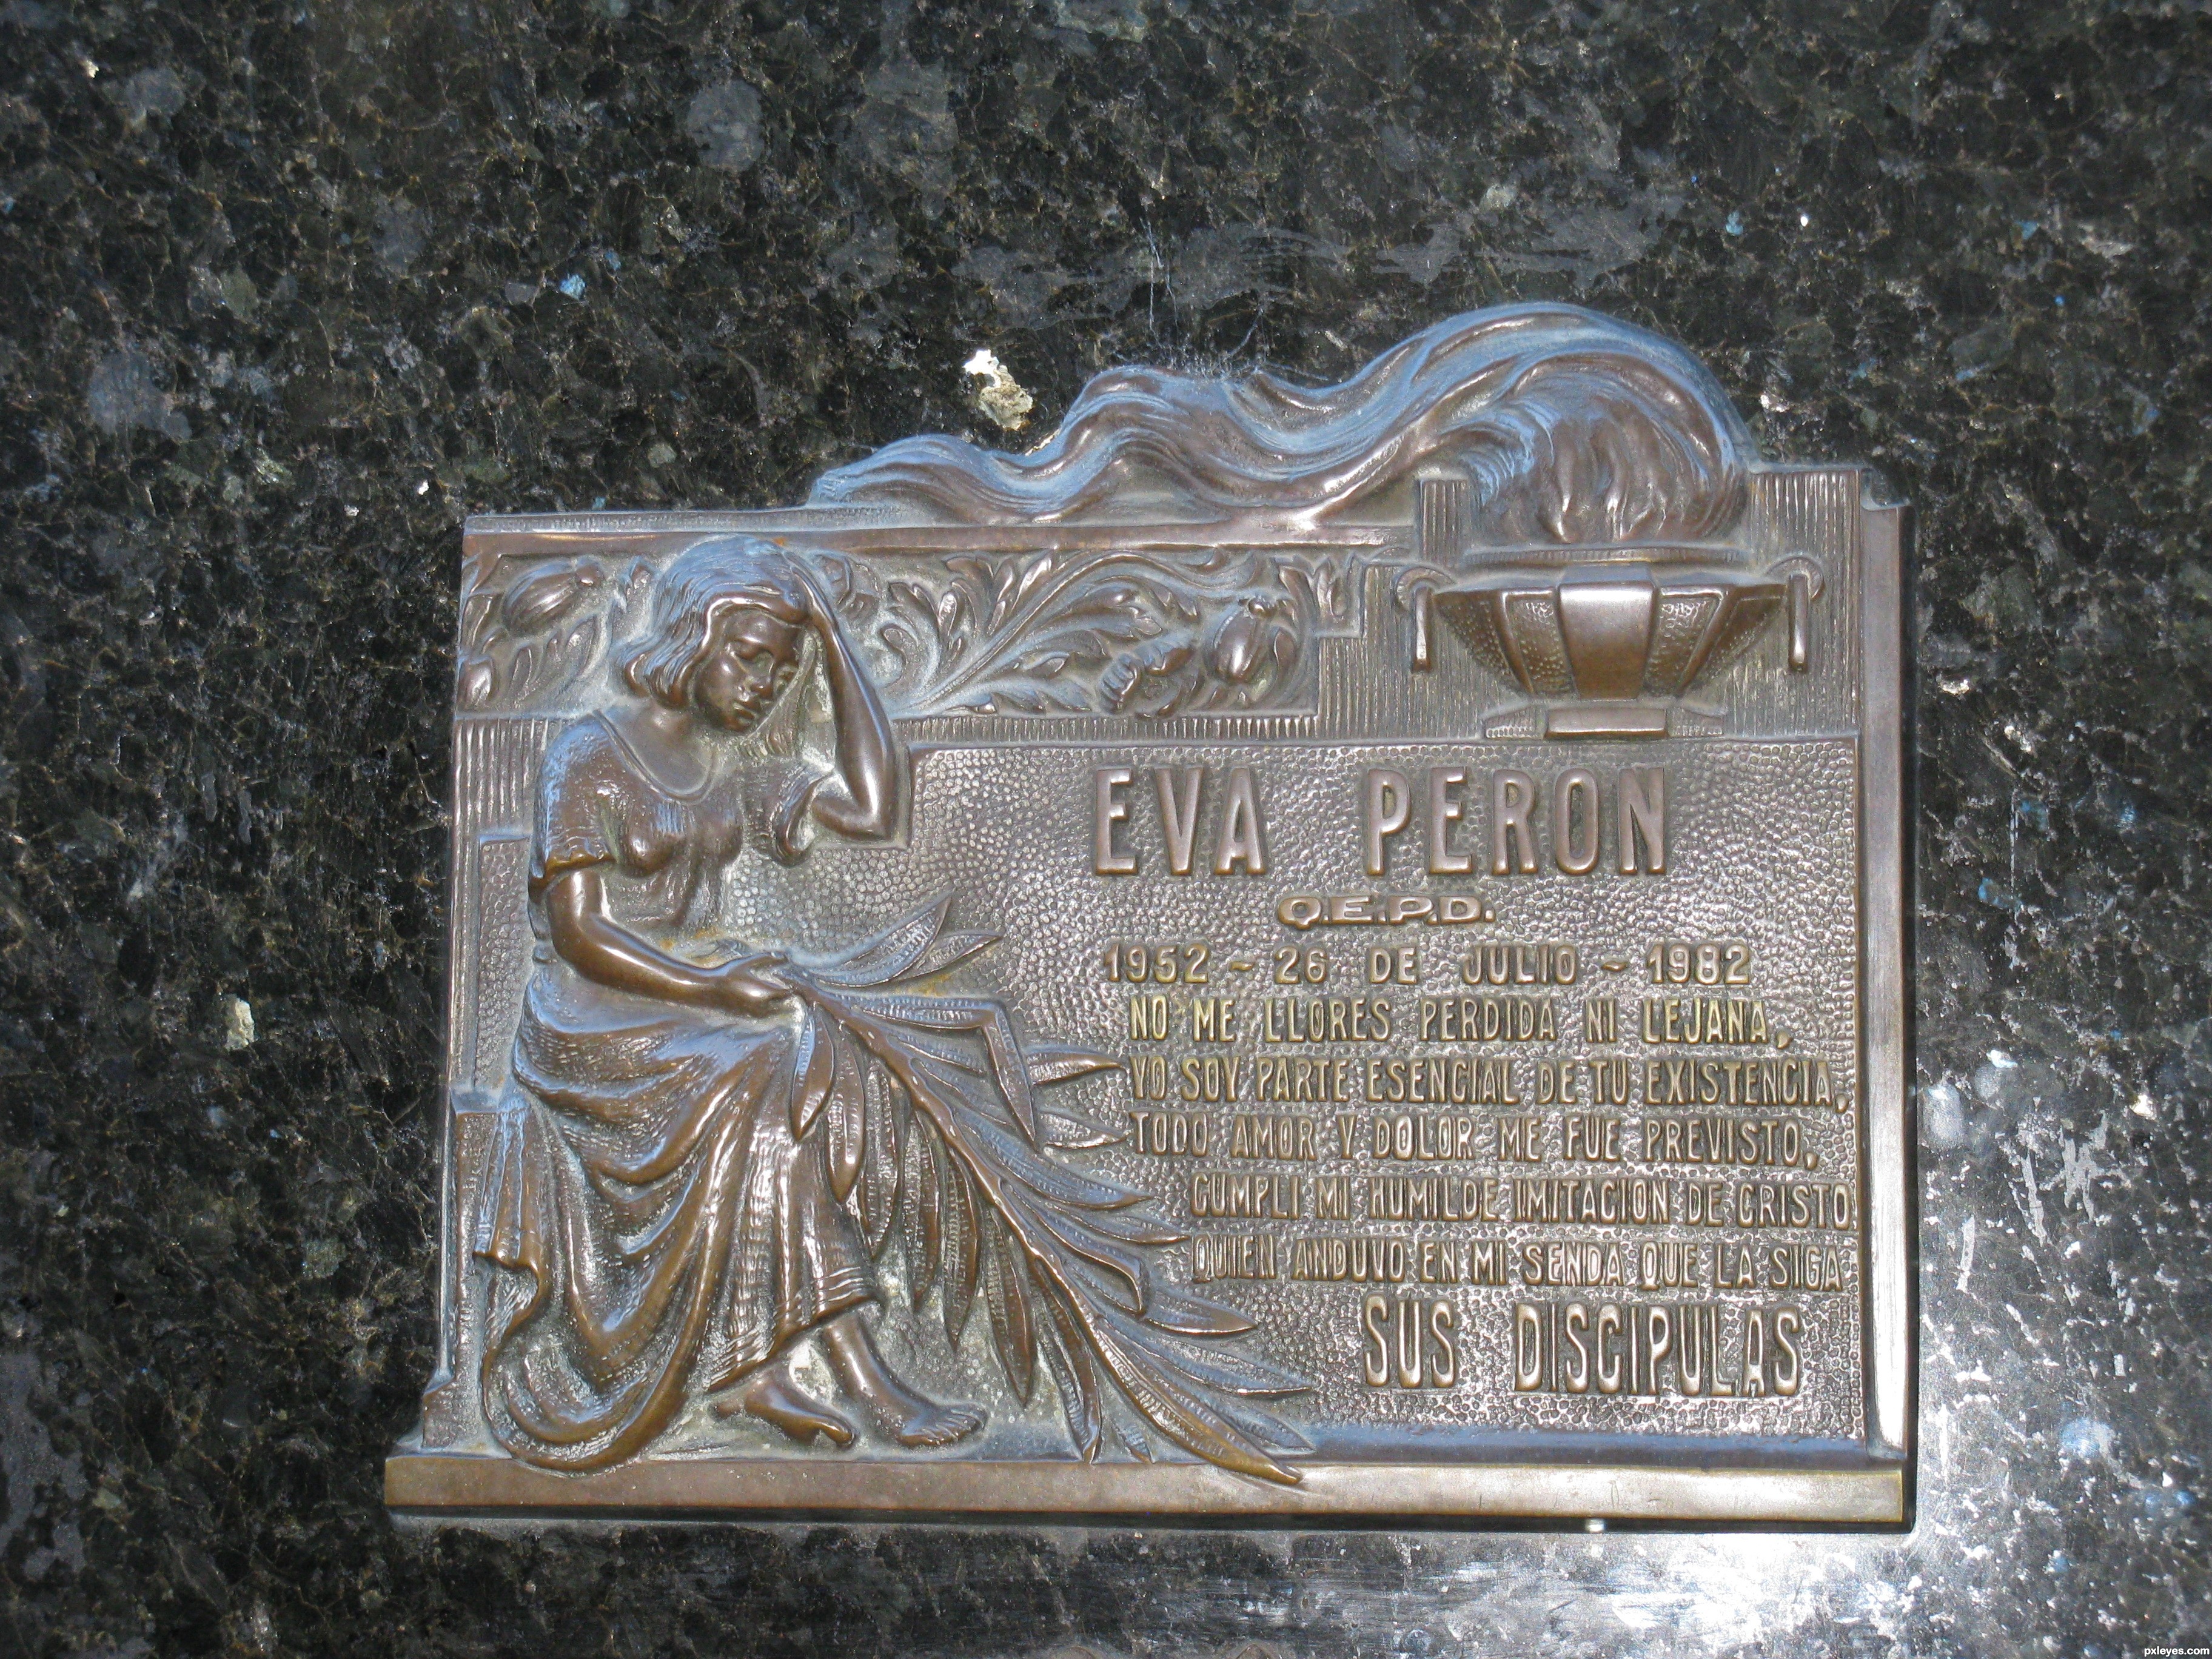 EVA PERON
Q.E.P.D.
1952 - 26 DE JULIO - 1982
NO ME LLORES PERDIDA NI LEJANA,
YO SOY PARTE ESENCIAL DE TU EXISTENCIA,
TODO AMOR Y DOLOR ME FUE PREVISTO,
CUMPLI MI HUMILDE IMITACION DE CRISTO
QUIEN ANDUVO EN MI SENDA QUE LA SIGA
SUS DISCIPULAS
pxleyes.com